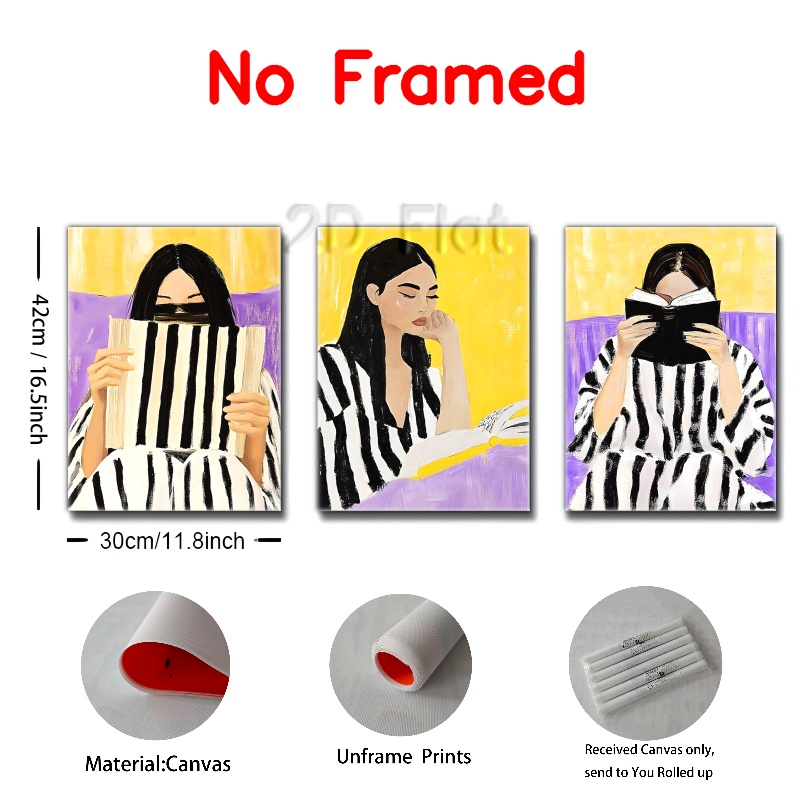 No Framed
2D Flat
42cm / 16.5inch
30cm/11.8inch
Material:Canvas
Unframe Prints
Received Canvas only,
send to You Rolled up